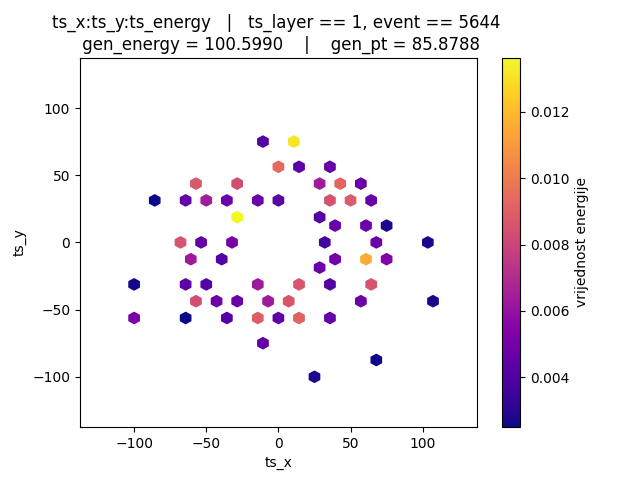 ts_x:ts_y:ts_energy | ts_layer == 1, event == 5644
gen_energy = 100.5990 | gen_pt = 85.8788
100
50
0
−50
−100
ts_y
−100 −50 0 50 100
ts_x
0.012
0.010
0.008
0.006
0.004
vrijednost energije